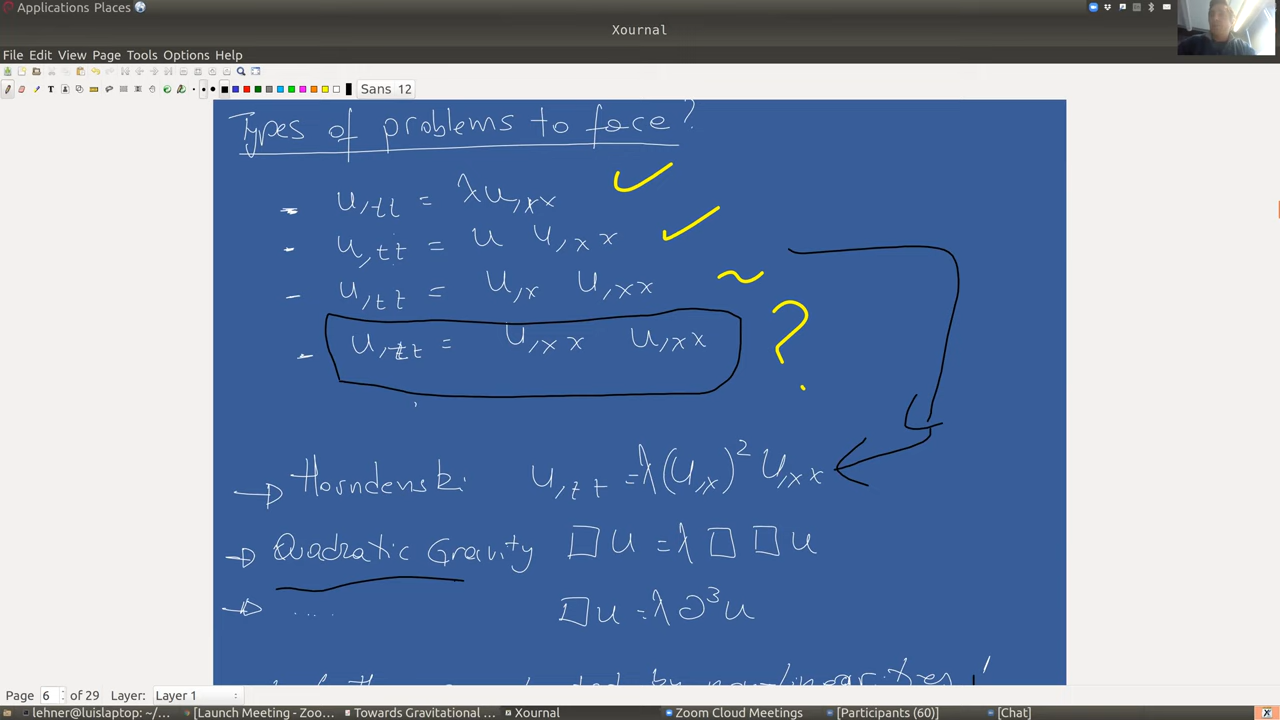 Applications Places
Xournal
File Edit View Page Tools Options Help
Sans 12
Types of problems to face?
- u,tt = λu,xx ✓
- u,tt = u u,xx ✓
- u,tt = u,x u,xx ~
- u,tt = u,xx u,xx ?
→ Horndenski u,tt = λ(u,x)² u,xx
→ Quadratic Gravity □u = λ□ □u
→ ..... □u = λ∂³u
by nonlinearities!
Page 6 of 29 Layer: Layer 1
lehner@luislaptop: ~/... [Launch Meeting - Zoo... Towards Gravitational ... Xournal Zoom Cloud Meetings [Participants (60)] [Chat]